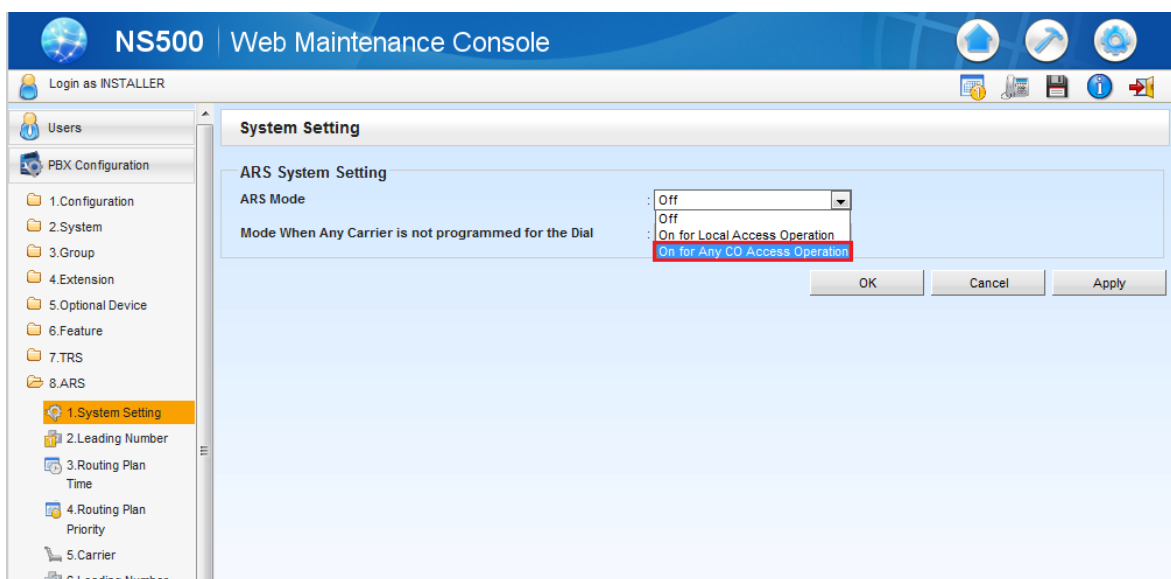 NS500 Web Maintenance Console
Login as INSTALLER
Users
PBX Configuration
1.Configuration
2.System
3.Group
4.Extension
5.Optional Device
6.Feature
7.TRS
8.ARS
1.System Setting
2.Leading Number
3.Routing Plan
Time
4.Routing Plan
Priority
5.Carrier
6.Leading Number
System Setting
ARS System Setting
ARS Mode : Off
Off
On for Local Access Operation
On for Any CO Access Operation
Mode When Any Carrier is not programmed for the Dial :
OK Cancel Apply